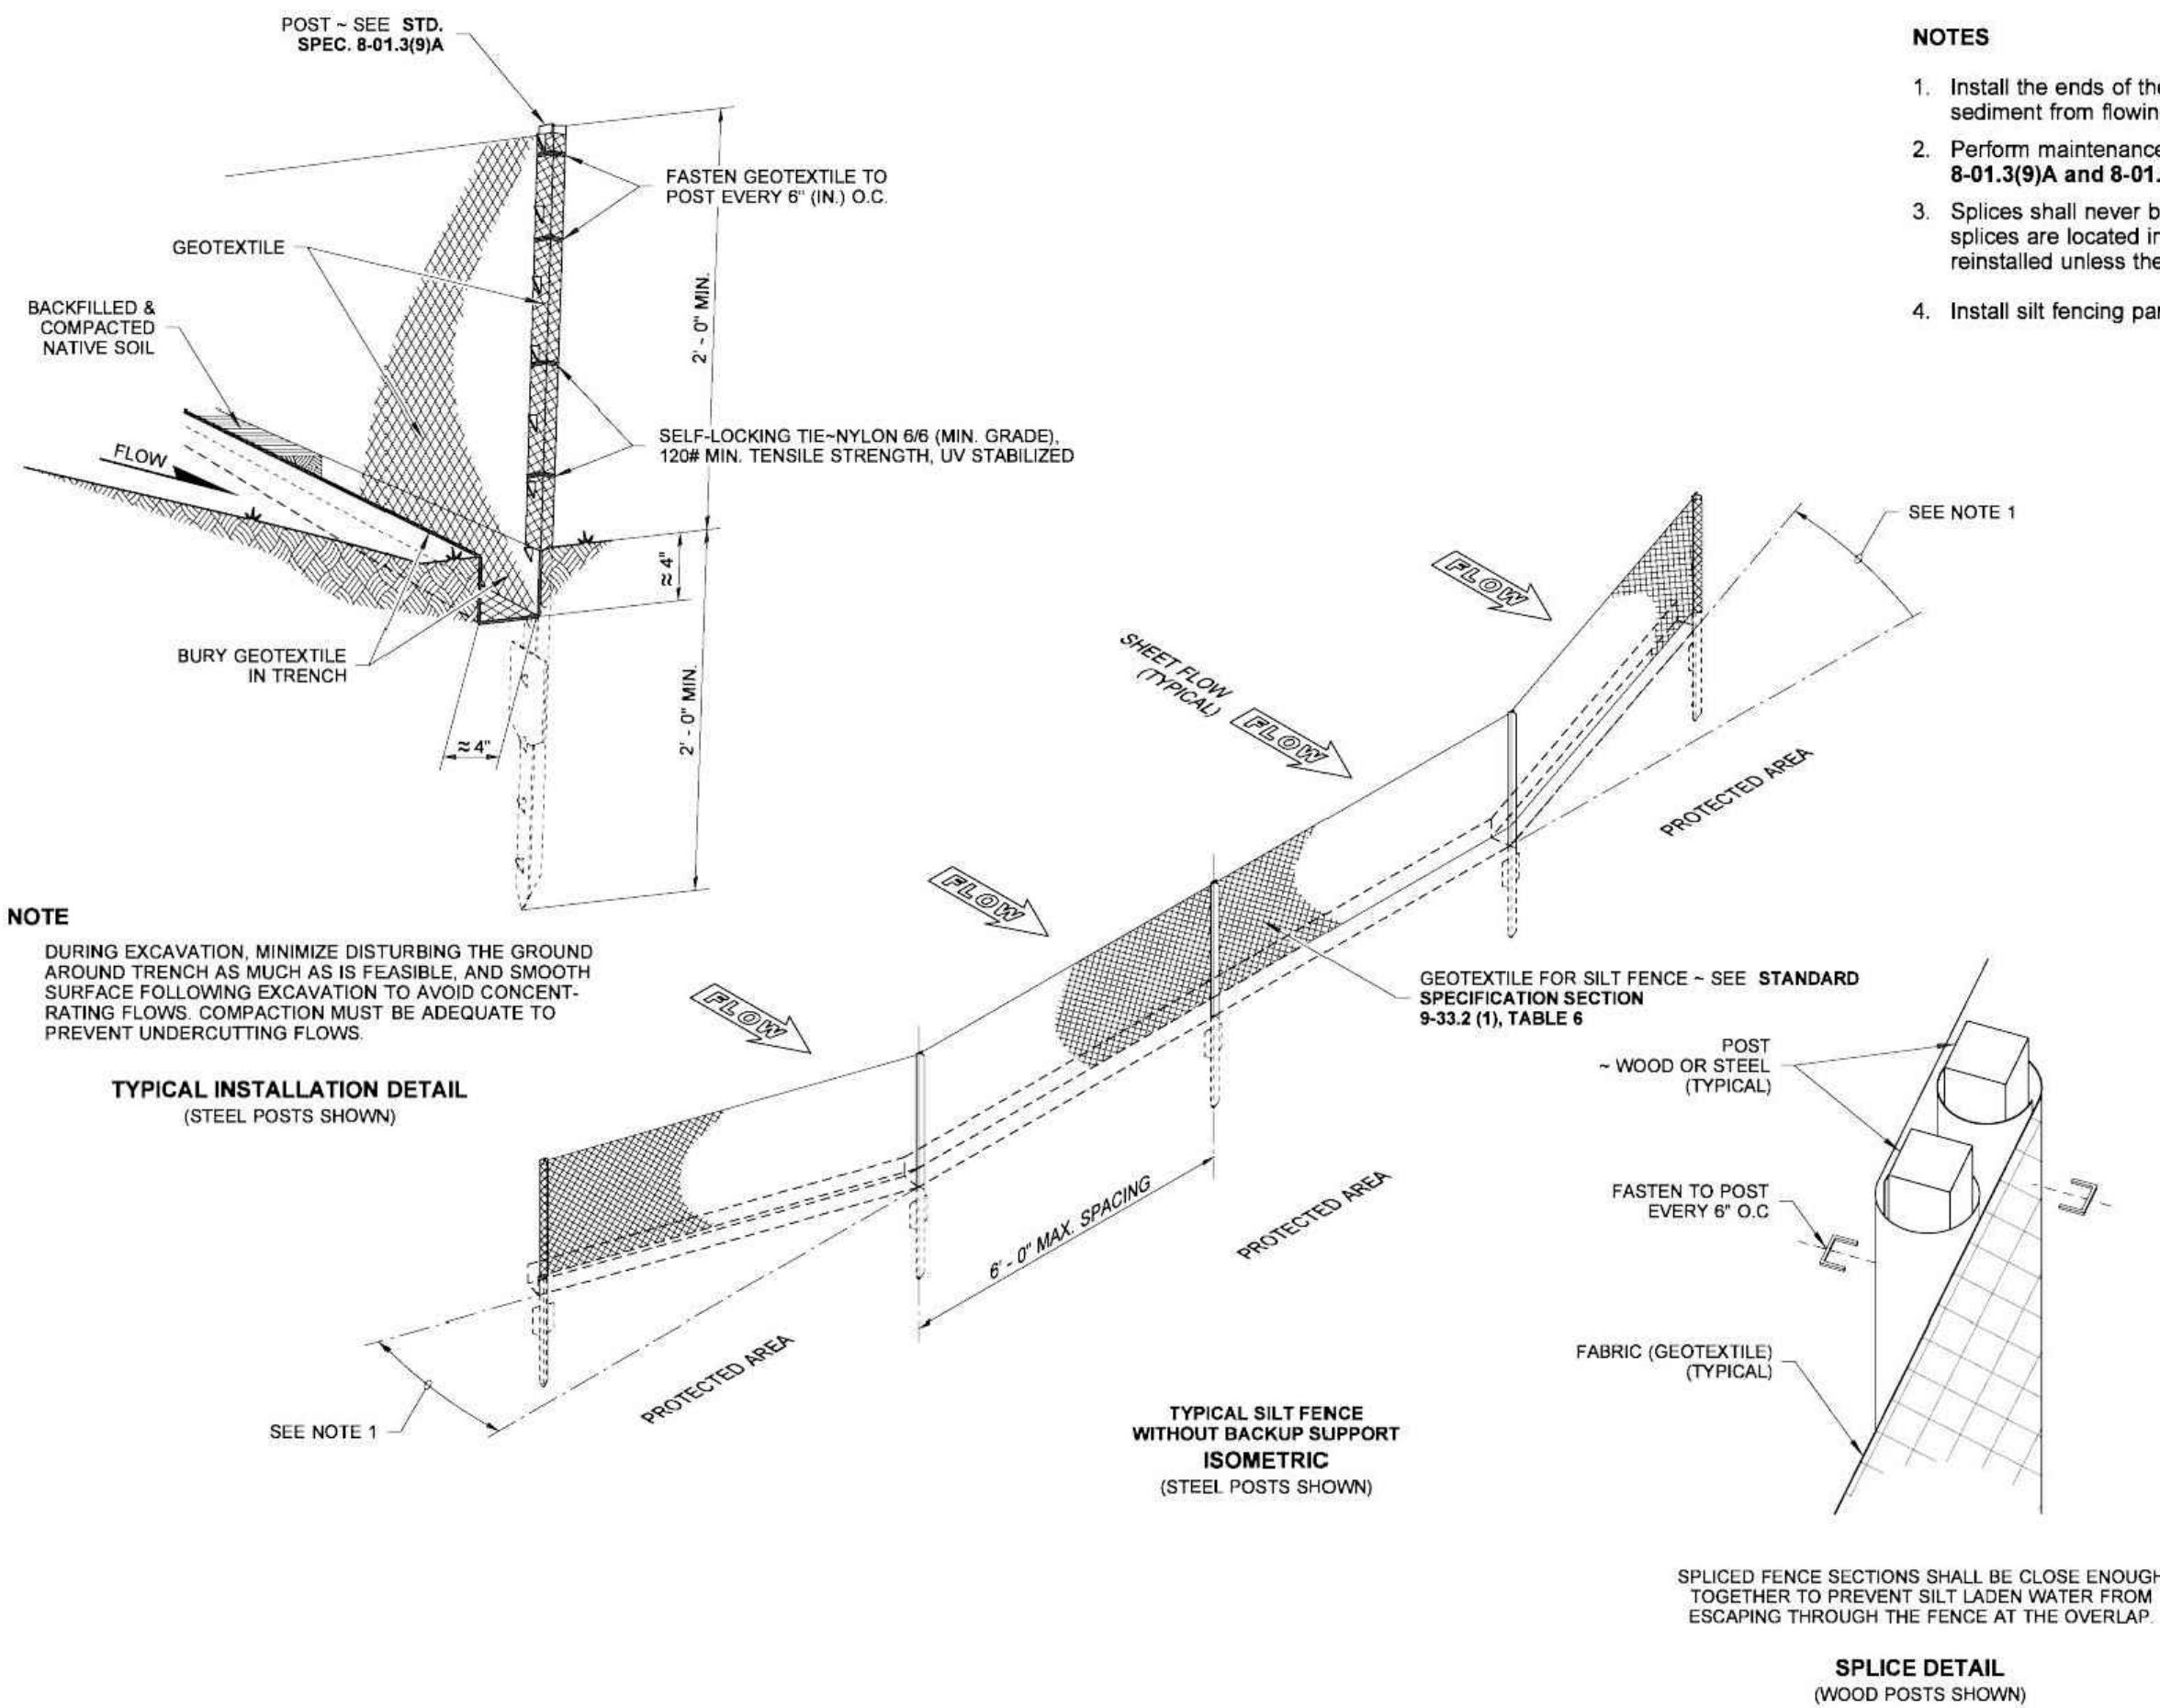 POST ~ SEE STD.
SPEC. 8-01.3(9)A
FASTEN GEOTEXTILE TO
POST EVERY 6" (IN.) O.C.
GEOTEXTILE
BACKFILLED &
COMPACTED
NATIVE SOIL
FLOW
2' - 0" MIN.
SELF-LOCKING TIE~NYLON 6/6 (MIN. GRADE),
120# MIN. TENSILE STRENGTH, UV STABILIZED
≈ 4"
BURY GEOTEXTILE
IN TRENCH
≈ 4"
2' - 0" MIN.
NOTE
DURING EXCAVATION, MINIMIZE DISTURBING THE GROUND
AROUND TRENCH AS MUCH AS IS FEASIBLE, AND SMOOTH
SURFACE FOLLOWING EXCAVATION TO AVOID CONCENT-
RATING FLOWS. COMPACTION MUST BE ADEQUATE TO
PREVENT UNDERCUTTING FLOWS.
TYPICAL INSTALLATION DETAIL
(STEEL POSTS SHOWN)
NOTES
1. Install the ends of the
sediment from flowin
2. Perform maintenance
8-01.3(9)A and 8-01.
3. Splices shall never b
splices are located in
reinstalled unless the
4. Install silt fencing par
SEE NOTE 1
FLOW
SHEET FLOW
(TYPICAL)
FLOW
PROTECTED AREA
FLOW
FLOW
GEOTEXTILE FOR SILT FENCE ~ SEE STANDARD
SPECIFICATION SECTION
9-33.2 (1), TABLE 6
6' - 0" MAX. SPACING
PROTECTED AREA
PROTECTED AREA
SEE NOTE 1
TYPICAL SILT FENCE
WITHOUT BACKUP SUPPORT
ISOMETRIC
(STEEL POSTS SHOWN)
POST
~ WOOD OR STEEL
(TYPICAL)
FASTEN TO POST
EVERY 6" O.C
FABRIC (GEOTEXTILE)
(TYPICAL)
SPLICED FENCE SECTIONS SHALL BE CLOSE ENOUGH
TOGETHER TO PREVENT SILT LADEN WATER FROM
ESCAPING THROUGH THE FENCE AT THE OVERLAP.
SPLICE DETAIL
(WOOD POSTS SHOWN)